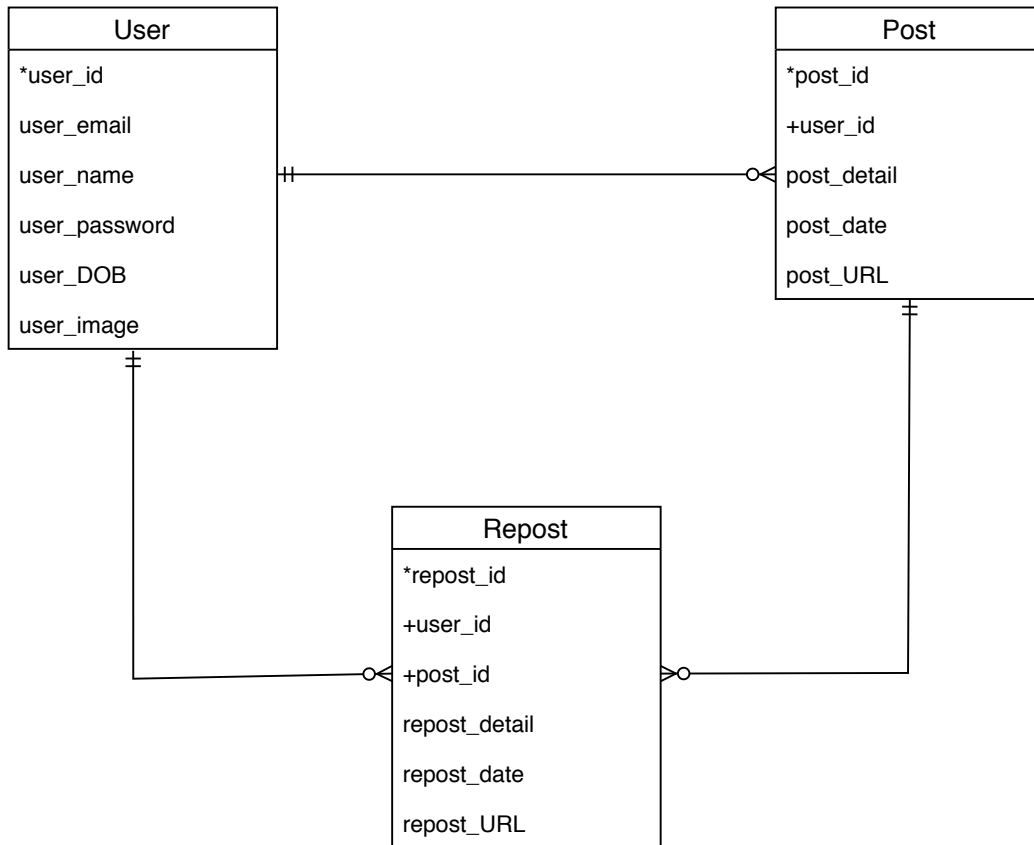 User
*user_id
user_email
user_name
user_password
user_DOB
user_image
Post
*post_id
+user_id
post_detail
post_date
post_URL
Repost
*repost_id
+user_id
+post_id
repost_detail
repost_date
repost_URL